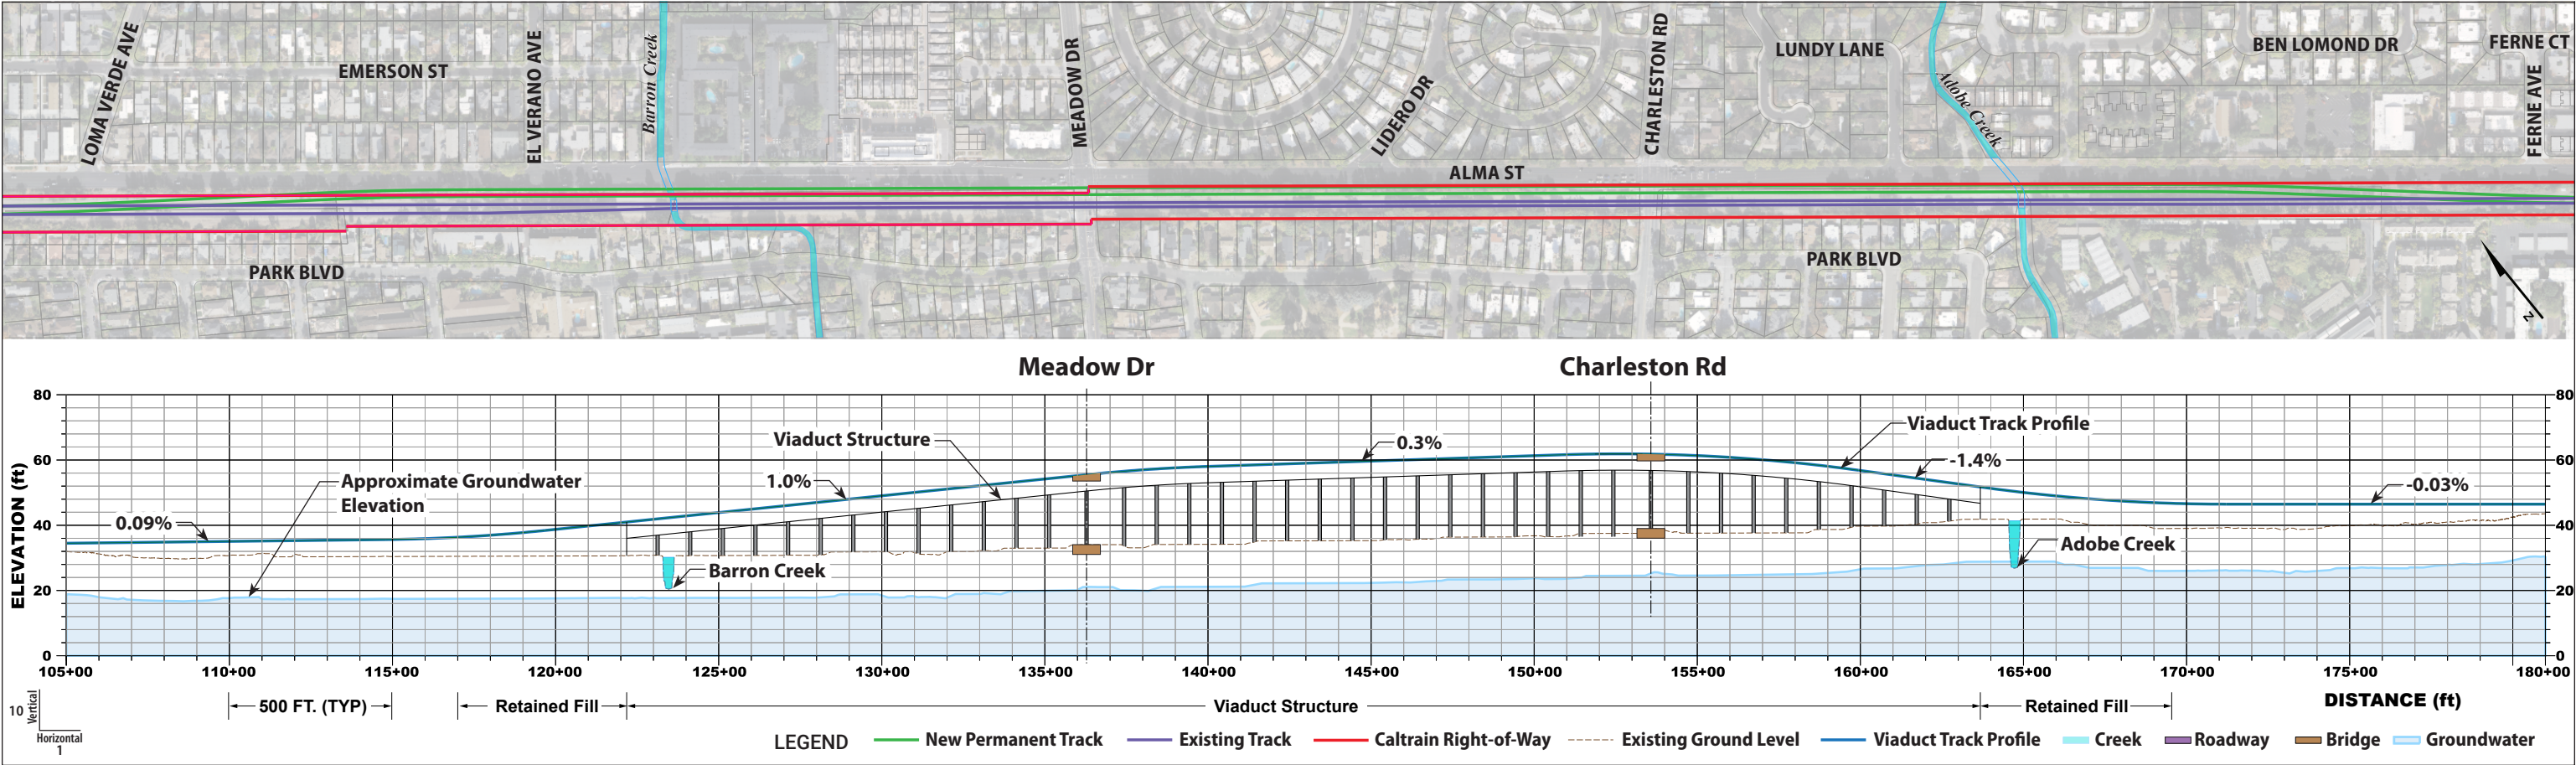 LOMA VERDE AVE
EMERSON ST
EL VERANO AVE
Barron Creek
MEADOW DR
LIDERO DR
CHARLESTON RD
LUNDY LANE
Adobe Creek
BEN LOMOND DR
FERNE CT
FERNE AVE
ALMA ST
PARK BLVD
PARK BLVD
N
Meadow Dr
Charleston Rd
ELEVATION (ft)
80
60
40
20
0
80
60
40
20
0
0.09%
Approximate Groundwater
Elevation
Viaduct Structure
1.0%
Barron Creek
0.3%
Viaduct Track Profile
-1.4%
-0.03%
Adobe Creek
105+00
110+00
115+00
120+00
125+00
130+00
135+00
140+00
145+00
150+00
155+00
160+00
165+00
170+00
175+00
180+00
500 FT. (TYP)
Retained Fill
Viaduct Structure
Retained Fill
DISTANCE (ft)
10
Vertical
Horizontal
1
LEGEND
New Permanent Track
Existing Track
Caltrain Right-of-Way
Existing Ground Level
Viaduct Track Profile
Creek
Roadway
Bridge
Groundwater